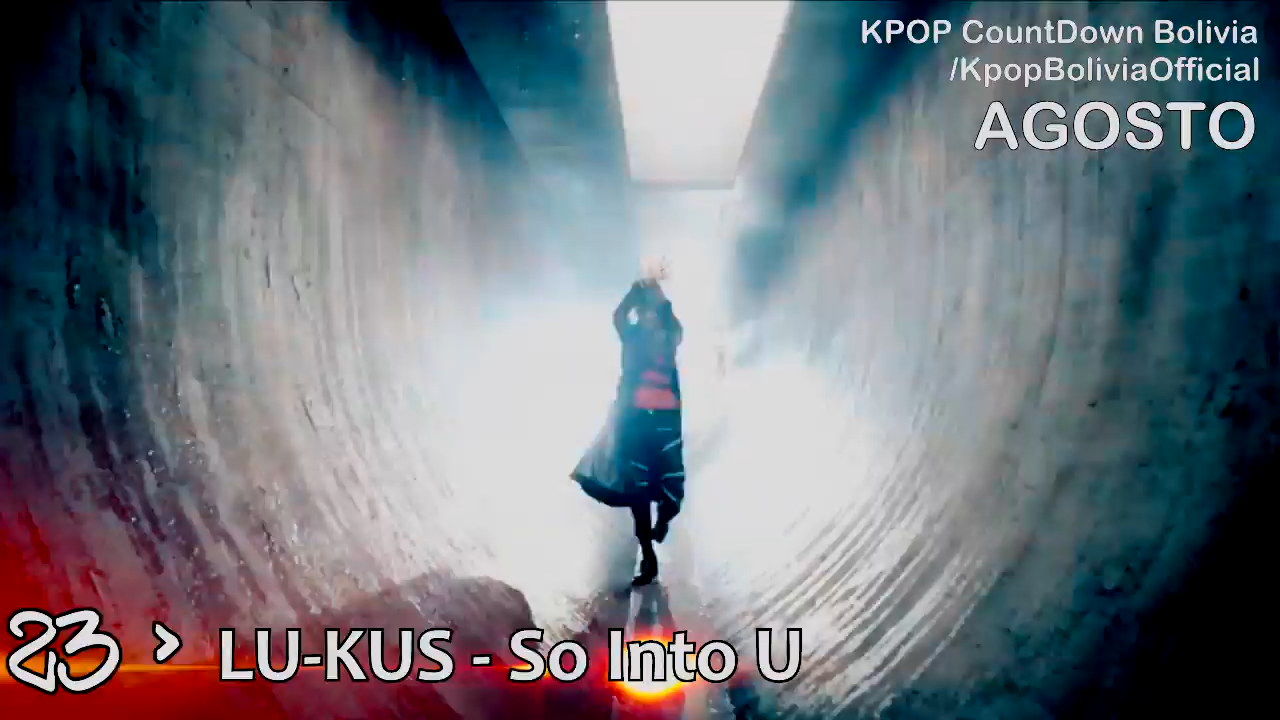 KPOP CountDown Bolivia
/KpopBoliviaOfficial
AGOSTO
23 > LU-KUS - So Into U